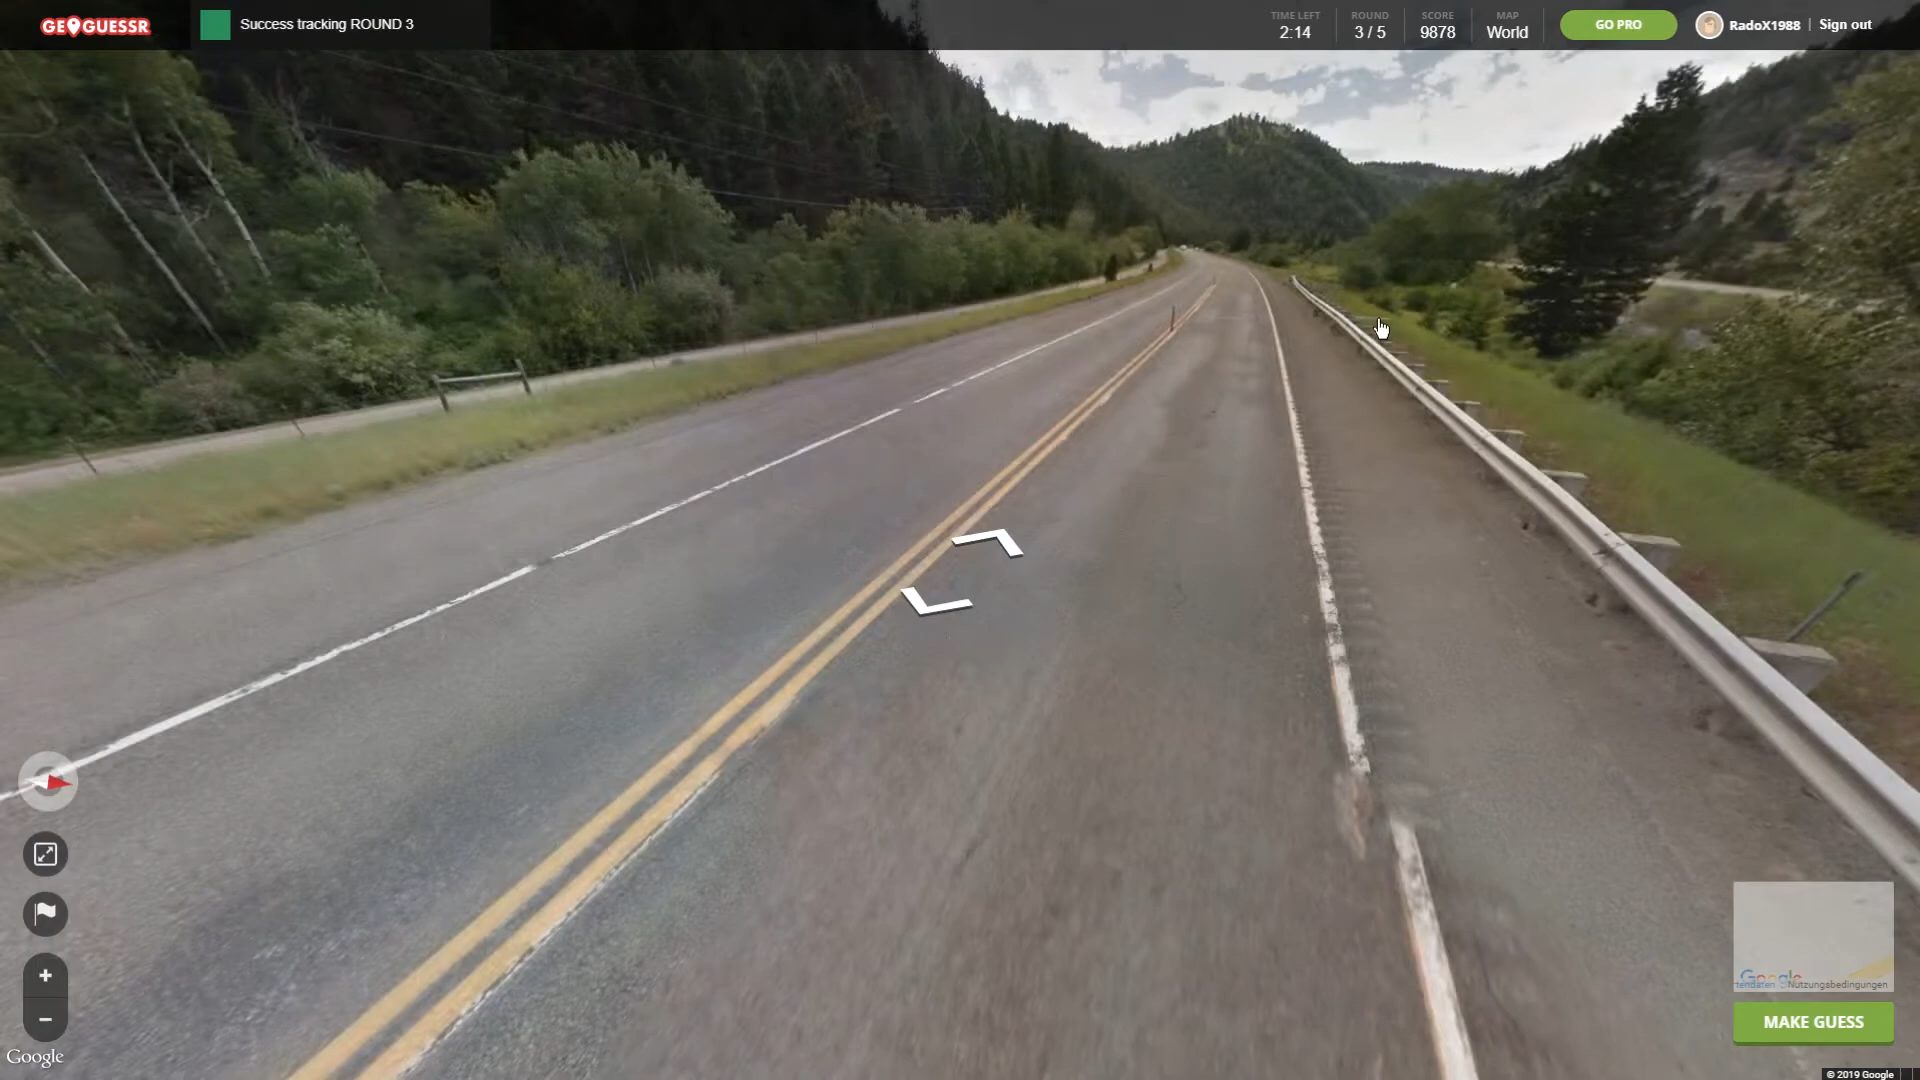 GEOGUESSR
Success tracking ROUND 3
TIME LEFT
2:14
ROUND
3 / 5
SCORE
9878
MAP
World
GO PRO
RadoX1988
Sign out
Google
tendaten
Nutzungsbedingungen
MAKE GUESS
Google
© 2019 Google